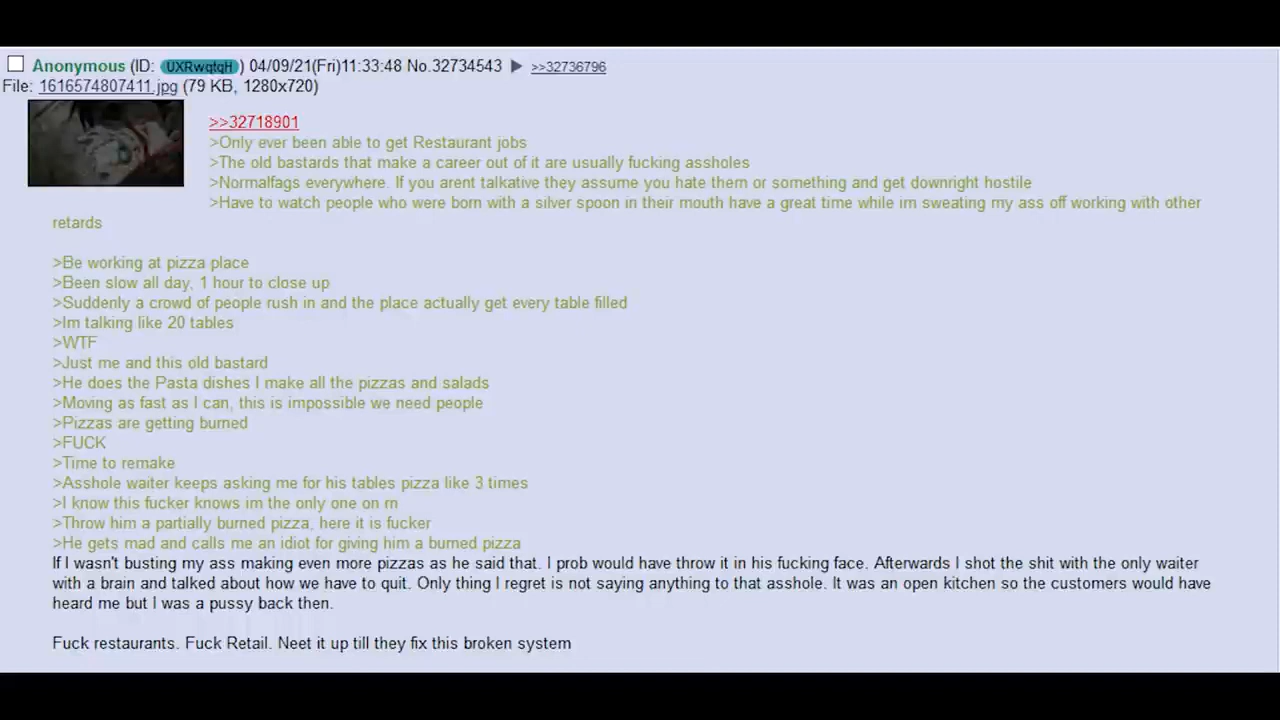 Anonymous (ID: UXRwqtqH) 04/09/21(Fri)11:33:48 No.32734543 ▶ >>32736796
File: 1616574807411.jpg (79 KB, 1280x720)
>>32718901
>Only ever been able to get Restaurant jobs
>The old bastards that make a career out of it are usually fucking assholes
>Normalfags everywhere. If you arent talkative they assume you hate them or something and get downright hostile
>Have to watch people who were born with a silver spoon in their mouth have a great time while im sweating my ass off working with other
retards
>Be working at pizza place
>Been slow all day, 1 hour to close up
>Suddenly a crowd of people rush in and the place actually get every table filled
>Im talking like 20 tables
>WTF
>Just me and this old bastard
>He does the Pasta dishes I make all the pizzas and salads
>Moving as fast as I can, this is impossible we need people
>Pizzas are getting burned
>FUCK
>Time to remake
>Asshole waiter keeps asking me for his tables pizza like 3 times
>I know this fucker knows im the only one on rn
>Throw him a partially burned pizza, here it is fucker
>He gets mad and calls me an idiot for giving him a burned pizza
If I wasn't busting my ass making even more pizzas as he said that. I prob would have throw it in his fucking face. Afterwards I shot the shit with the only waiter
with a brain and talked about how we have to quit. Only thing I regret is not saying anything to that asshole. It was an open kitchen so the customers would have
heard me but I was a pussy back then.
Fuck restaurants. Fuck Retail. Neet it up till they fix this broken system